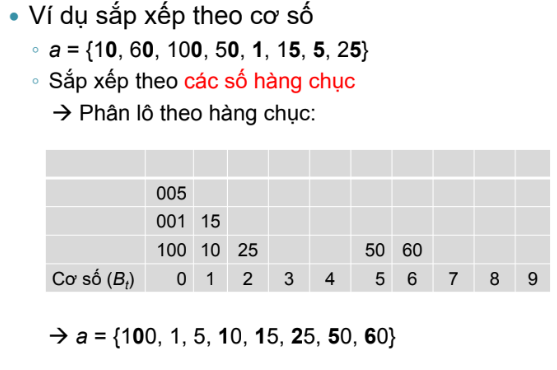 • Ví dụ sắp xếp theo cơ số
◦ a = {10, 60, 100, 50, 1, 15, 5, 25}
◦ Sắp xếp theo các số hàng chục
→ Phân lô theo hàng chục:
005
001 15
100 10 25 50 60
Cơ số (Bt) 0 1 2 3 4 5 6 7 8 9
→ a = {100, 1, 5, 10, 15, 25, 50, 60}